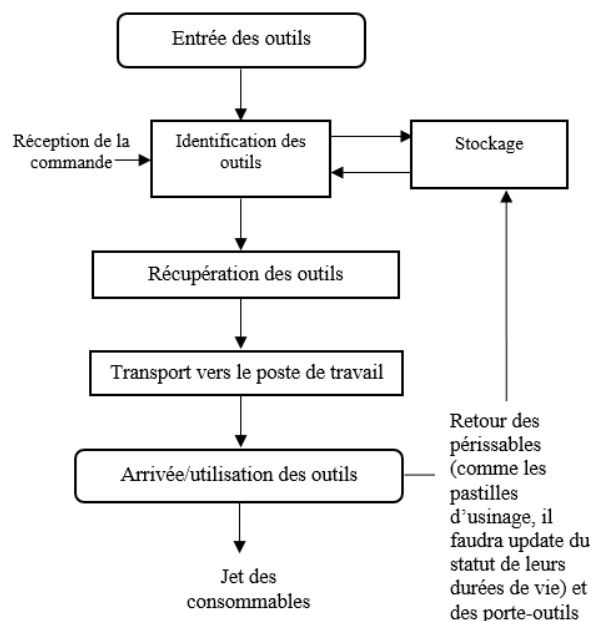 Entrée des outils
Réception de la
commande
Identification des
outils
Stockage
Récupération des outils
Transport vers le poste de travail
Arrivée/utilisation des outils
Retour des
périssables
(comme les
pastilles
d’usinage, il
faudra update du
statut de leurs
durées de vie) et
des porte-outils
Jet des
consommables